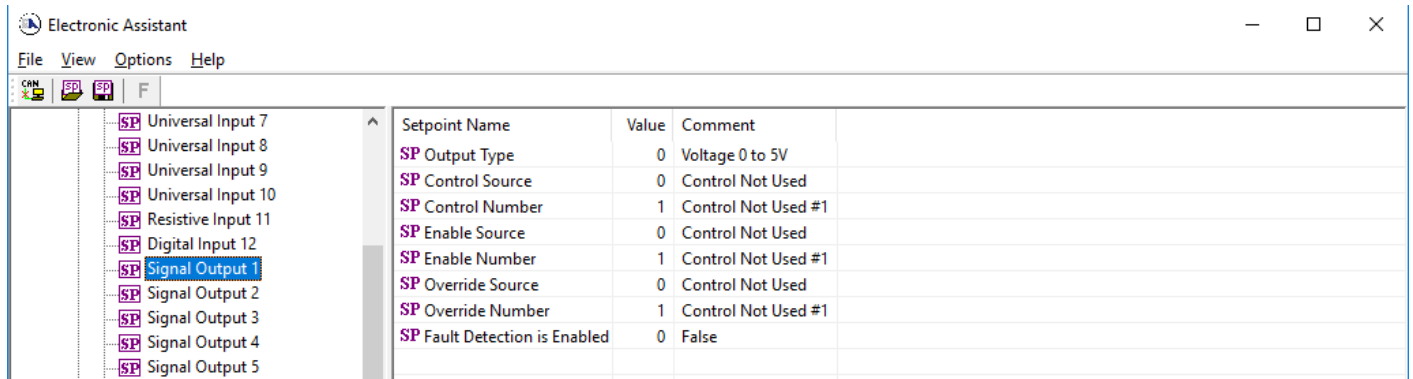 Electronic Assistant
File View Options Help
CAN SP SP F
SP Universal Input 7
SP Universal Input 8
SP Universal Input 9
SP Universal Input 10
SP Resistive Input 11
SP Digital Input 12
SP Signal Output 1
SP Signal Output 2
SP Signal Output 3
SP Signal Output 4
SP Signal Output 5
Setpoint Name Value Comment
SP Output Type 0 Voltage 0 to 5V
SP Control Source 0 Control Not Used
SP Control Number 1 Control Not Used #1
SP Enable Source 0 Control Not Used
SP Enable Number 1 Control Not Used #1
SP Override Source 0 Control Not Used
SP Override Number 1 Control Not Used #1
SP Fault Detection is Enabled 0 False